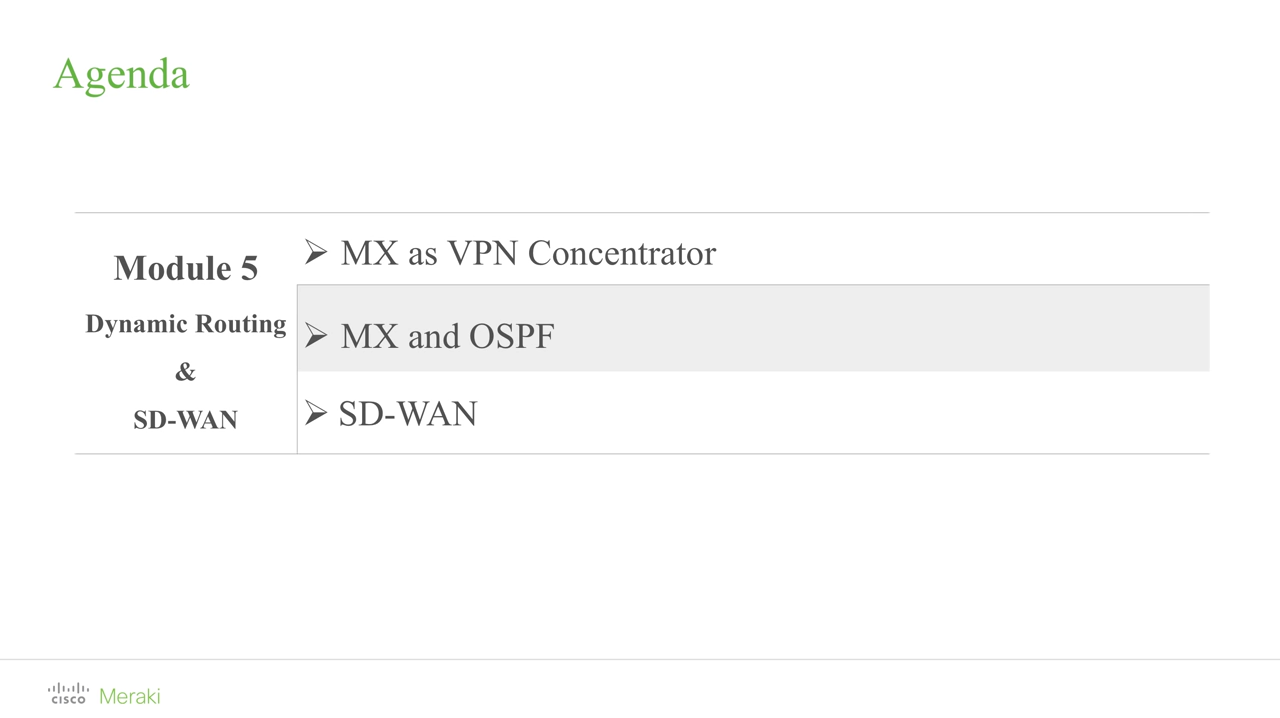 Agenda
Module 5
Dynamic Routing
&
SD-WAN
➢ MX as VPN Concentrator
➢ MX and OSPF
➢ SD-WAN
CISCO Meraki